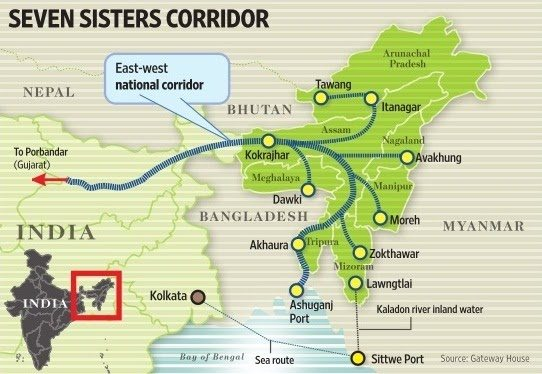 SEVEN SISTERS CORRIDOR
East-west
national corridor
NEPAL
BHUTAN
Arunachal
Pradesh
Tawang
Itanagar
Assam
Nagaland
Kokrajhar
Avakhung
To Porbandar
(Gujarat)
Meghalaya
Manipur
Dawki
BANGLADESH
Moreh
MYANMAR
INDIA
Akhaura
Tripura
Zokthawar
Mizoram
Lawngtlai
INDIA
Kolkata
Ashuganj
Port
Kaladon river inland water
Bay of Bengal
Sea route
Sittwe Port
Source: Gateway House